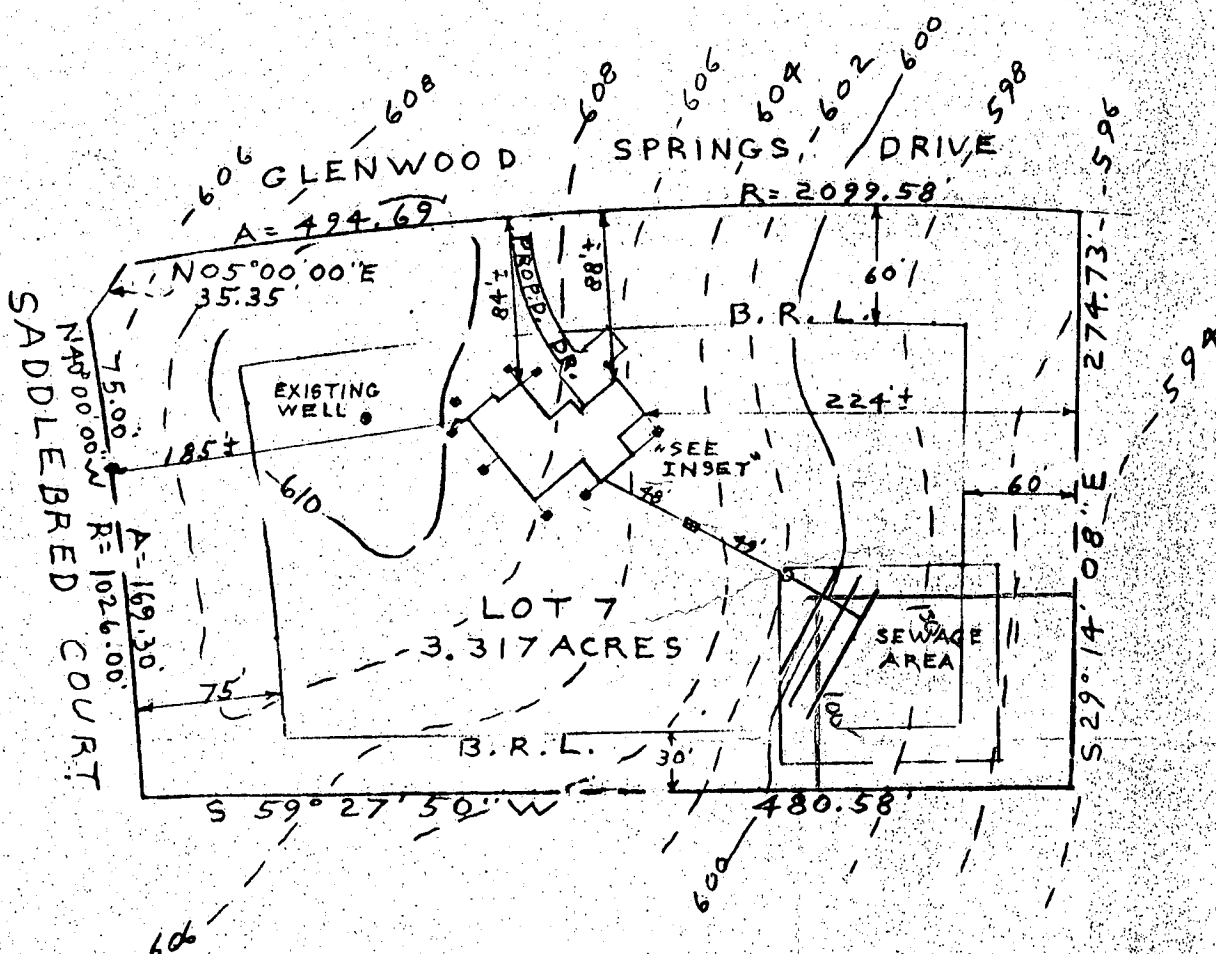 608
608
606
604
602
600
598
596
606
GLENWOOD SPRINGS DRIVE
A= 494.69'
R= 2099.58'
N05°00'00"E
35.35'
84'±
PROP'D. DR.
88'±
60'
B. R. L.
274.73'
594
SADDLEBRED COURT
75.00'
EXISTING
WELL
224'±
185'±
"SEE
INSET"
60'
610
A= 169.30'
R= 1026.00'
S29°14'08"E
LOT 7
3.317 ACRES
SEWAGE
AREA
75'
100'
B. R. L.
30'
S 59° 27' 50" W
480.58'
600
606